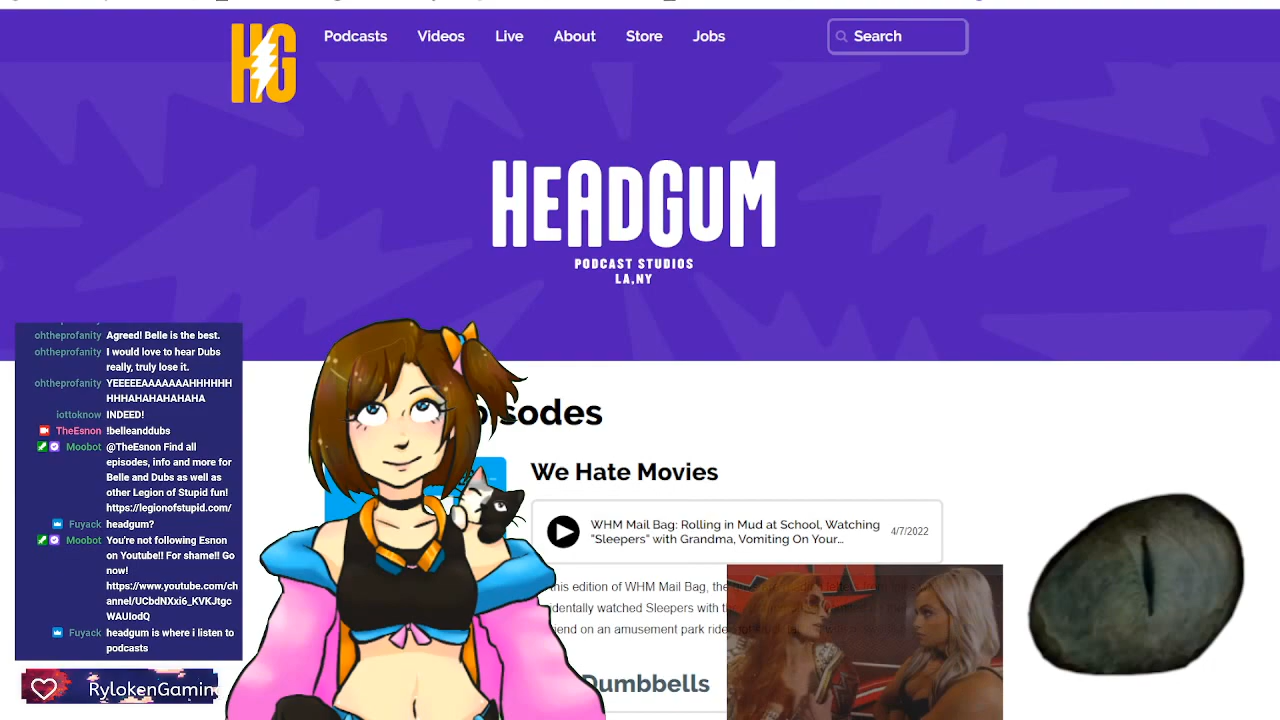 Podcasts Videos Live About Store Jobs
Search
HG
HEADGUM
PODCAST STUDIOS
LA, NY
ohtheprofanity Agreed! Belle is the best.
ohtheprofanity I would love to hear Dubs
really, truly lose it.
ohtheprofanity YEEEEEAAAAAAAHHHHHH
HHHAHAHAHAHAHA
iottoknow INDEED!
TheEsnon !belleanddubs
Moobot @TheEsnon Find all
episodes, info and more for
Belle and Dubs as well as
other Legion of Stupid fun!
https://legionofstupid.com/
Fuyack headgum?
Moobot You're not following Esnon
on Youtube!! For shame!! Go
now!
https://www.youtube.com/ch
annel/UCbdNXxi6_KVKJtgc
WAUIodQ
Fuyack headgum is where i listen to
podcasts
RylokenGamin
isodes
We Hate Movies
WHM Mail Bag: Rolling in Mud at School, Watching
"Sleepers" with Grandma, Vomiting On Your...
4/7/2022
this edition of WHM Mail Bag, the
identally watched Sleepers with
end on an amusement park ride
Dumbbells